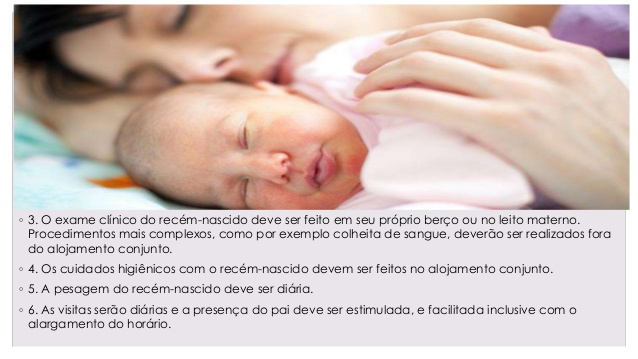 ◦ 3. O exame clínico do recém-nascido deve ser feito em seu próprio berço ou no leito materno.
Procedimentos mais complexos, como por exemplo colheita de sangue, deverão ser realizados fora
do alojamento conjunto.
◦ 4. Os cuidados higiênicos com o recém-nascido devem ser feitos no alojamento conjunto.
◦ 5. A pesagem do recém-nascido deve ser diária.
◦ 6. As visitas serão diárias e a presença do pai deve ser estimulada, e facilitada inclusive com o
alargamento do horário.